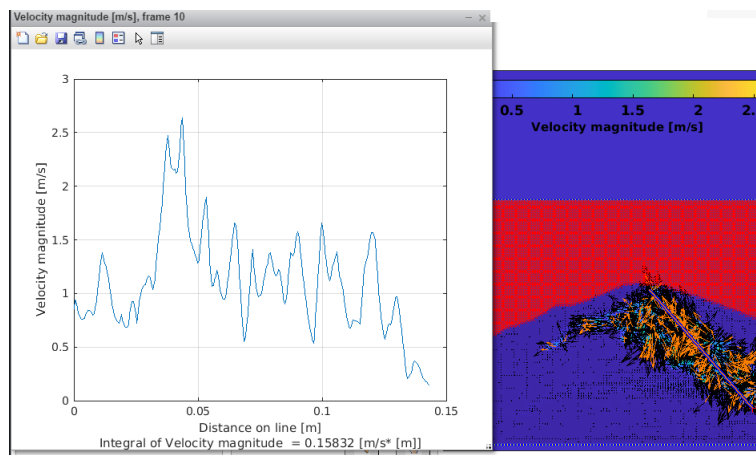 Velocity magnitude [m/s], frame 10
3
2.5
2
1.5
1
0.5
0
Velocity magnitude [m/s]
0 0.05 0.1 0.15
Distance on line [m]
Integral of Velocity magnitude = 0.15832 [m/s* [m]]
0.5 1 1.5 2 2.
Velocity magnitude [m/s]